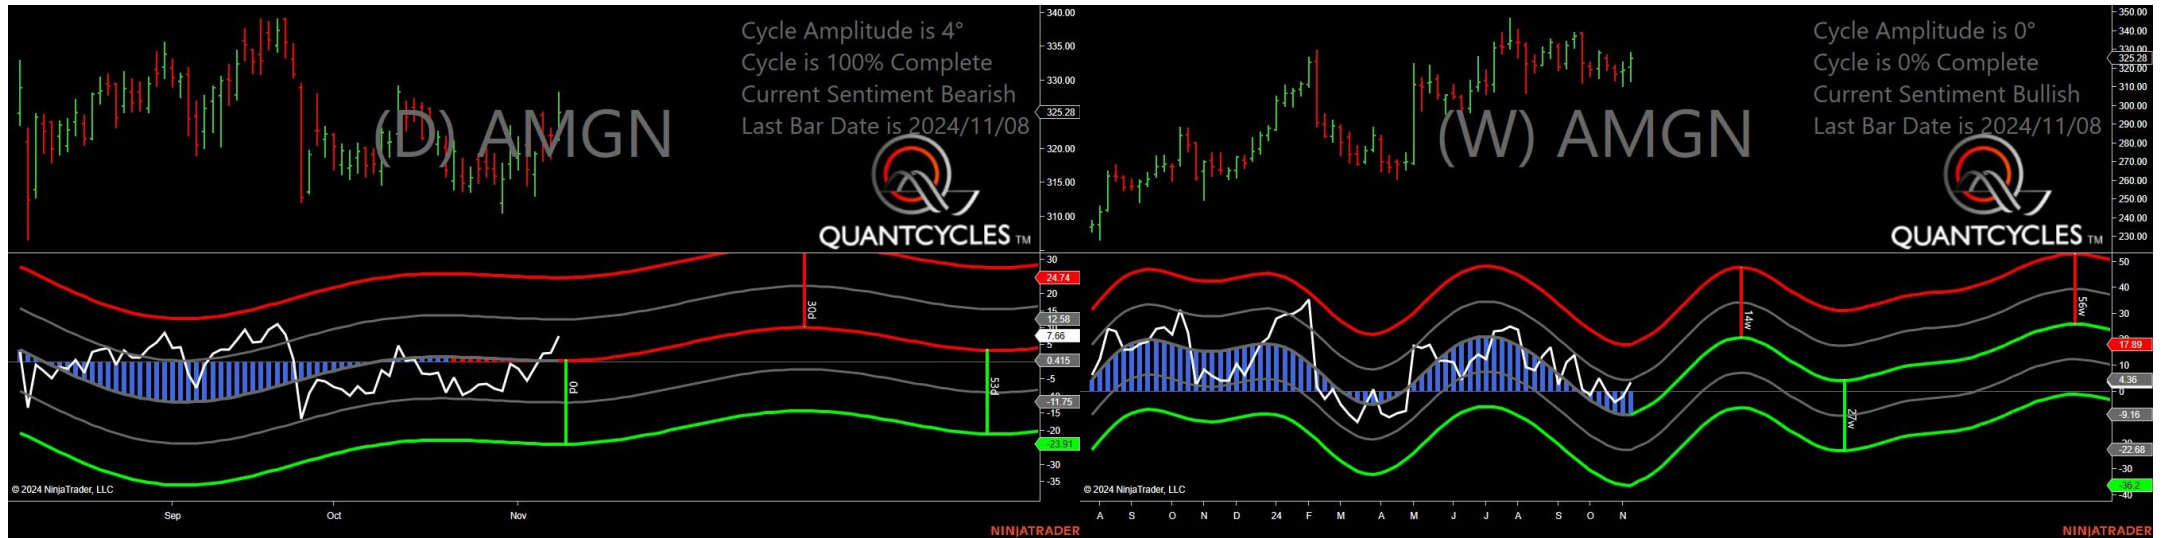 Cycle Amplitude is 4°
Cycle is 100% Complete
Current Sentiment Bearish
Last Bar Date is 2024/11/08
(D) AMGN
QUANTCYCLES TM
340.00
335.00
330.00
325.28
320.00
315.00
310.00
30
24.74
20
15
12.58
7.66
5
0.415
-5
-11.75
-15
-20
-23.91
-30
-35
30d
0d
53d
© 2024 NinjaTrader, LLC
Sep
Oct
Nov
NINJATRADER
Cycle Amplitude is 0°
Cycle is 0% Complete
Current Sentiment Bullish
Last Bar Date is 2024/11/08
(W) AMGN
QUANTCYCLES TM
350.00
340.00
330.00
325.28
320.00
310.00
300.00
290.00
280.00
270.00
260.00
250.00
240.00
230.00
50
40
30
17.89
10
4.36
0
-9.16
-22.68
-30
-36.2
-40
14w
27w
56w
© 2024 NinjaTrader, LLC
A S O N D 24 F M A M J J A S O N
NINJATRADER